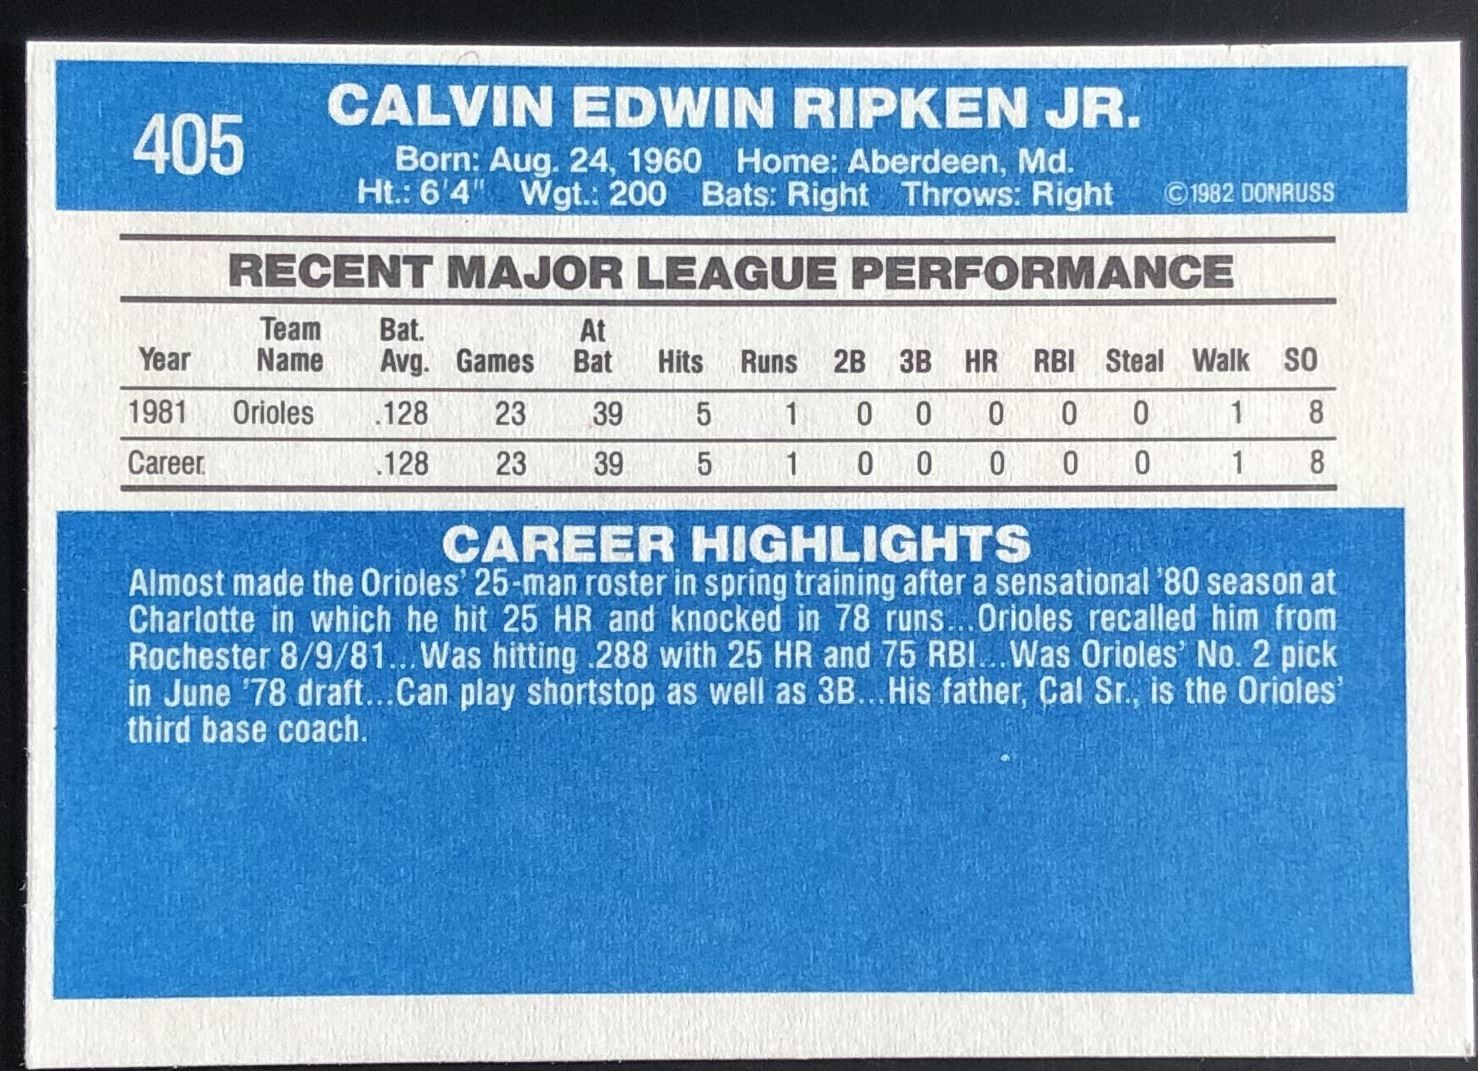 405
CALVIN EDWIN RIPKEN JR.
Born: Aug. 24, 1960 Home: Aberdeen, Md.
Ht.: 6'4" Wgt.: 200 Bats: Right Throws: Right ©1982 DONRUSS
RECENT MAJOR LEAGUE PERFORMANCE
Year Team Name Bat. Avg. Games At Bat Hits Runs 2B 3B HR RBI Steal Walk SO
1981 Orioles .128 23 39 5 1 0 0 0 0 0 1 8
Career. .128 23 39 5 1 0 0 0 0 0 1 8
CAREER HIGHLIGHTS
Almost made the Orioles' 25-man roster in spring training after a sensational '80 season at
Charlotte in which he hit 25 HR and knocked in 78 runs...Orioles recalled him from
Rochester 8/9/81...Was hitting .288 with 25 HR and 75 RBI...Was Orioles' No. 2 pick
in June '78 draft...Can play shortstop as well as 3B...His father, Cal Sr., is the Orioles'
third base coach.